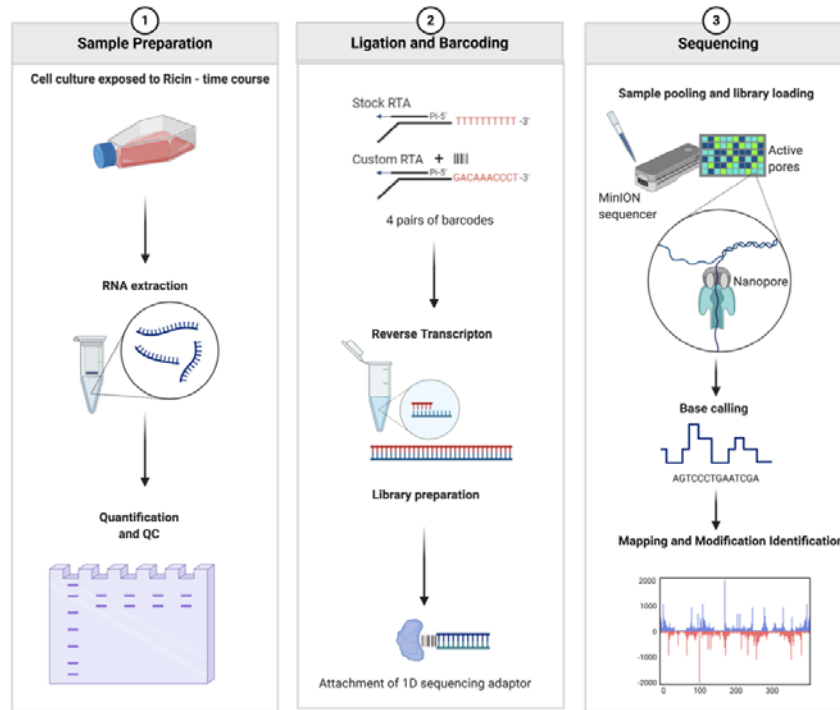 1
Sample Preparation
Cell culture exposed to Ricin - time course
RNA extraction
Quantification
and QC
2
Ligation and Barcoding
Stock RTA
Pi-5´ TTTTTTTTTT -3´
Custom RTA +
Pi-5´ GACAAACCCT-3´
4 pairs of barcodes
Reverse Transcripton
Library preparation
Attachment of 1D sequencing adaptor
3
Sequencing
Sample pooling and library loading
Active
pores
MinION
sequencer
Nanopore
Base calling
AGTCCCTGAATCGA
Mapping and Modification Identification
2000
1000
0
-1000
-2000
0 100 200 300